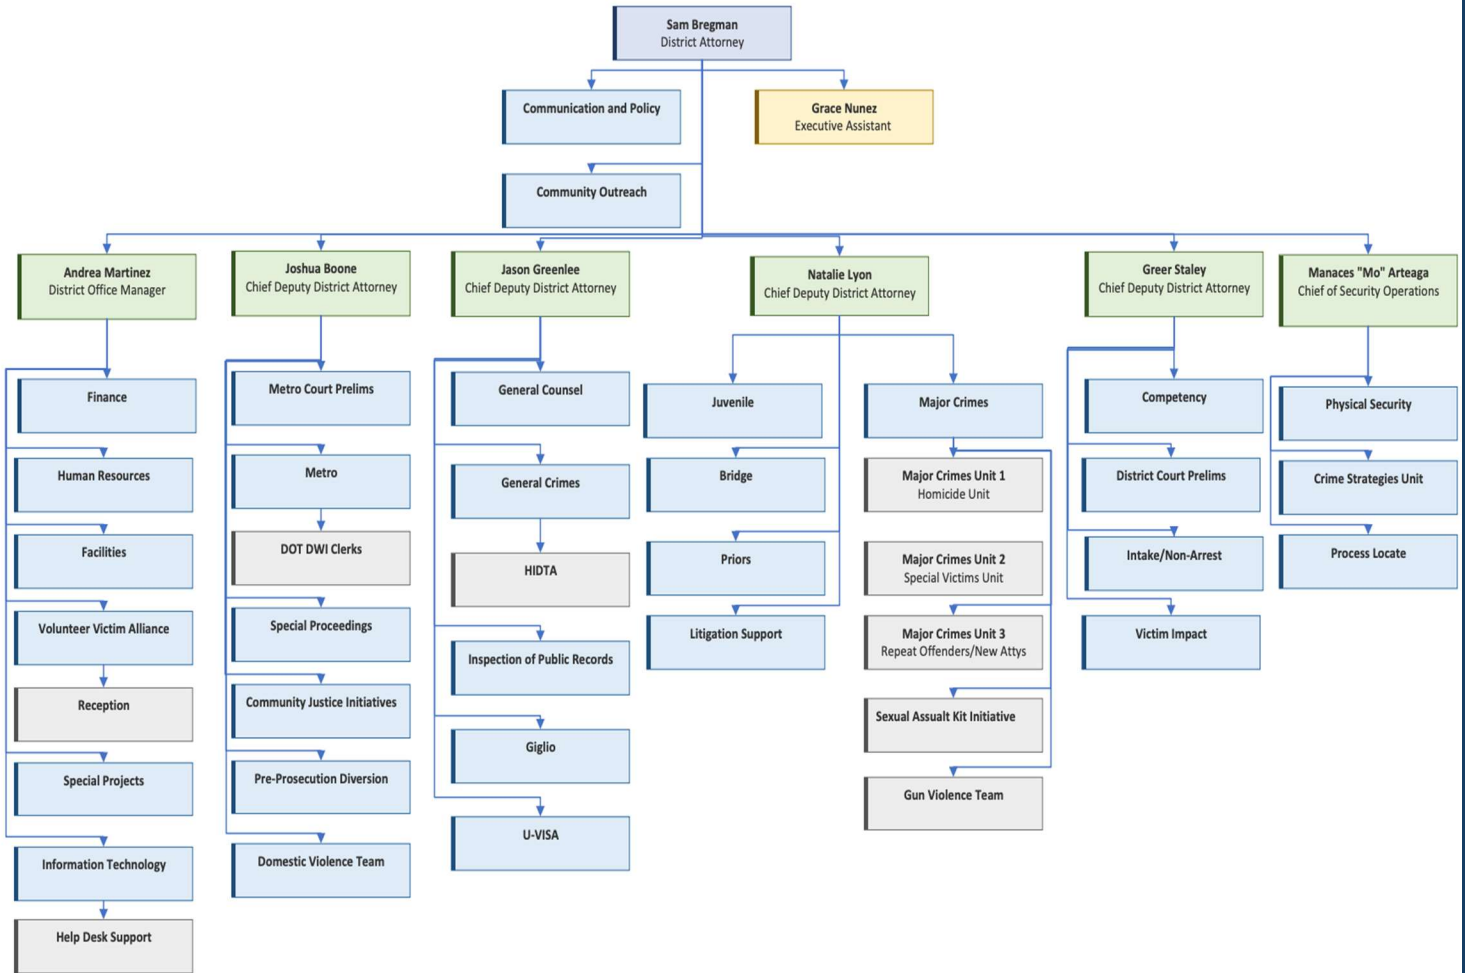 Sam Bregman
District Attorney
Communication and Policy
Grace Nunez
Executive Assistant
Community Outreach
Andrea Martinez
District Office Manager
Joshua Boone
Chief Deputy District Attorney
Jason Greenlee
Chief Deputy District Attorney
Natalie Lyon
Chief Deputy District Attorney
Greer Staley
Chief Deputy District Attorney
Manaces "Mo" Arteaga
Chief of Security Operations
Finance
Human Resources
Facilities
Volunteer Victim Alliance
Reception
Special Projects
Information Technology
Help Desk Support
Metro Court Prelims
Metro
DOT DWI Clerks
Special Proceedings
Community Justice Initiatives
Pre-Prosecution Diversion
Domestic Violence Team
General Counsel
General Crimes
HIDTA
Inspection of Public Records
Giglio
U-VISA
Juvenile
Bridge
Priors
Litigation Support
Major Crimes
Major Crimes Unit 1
Homicide Unit
Major Crimes Unit 2
Special Victims Unit
Major Crimes Unit 3
Repeat Offenders/New Attys
Sexual Assualt Kit Initiative
Gun Violence Team
Competency
District Court Prelims
Intake/Non-Arrest
Victim Impact
Physical Security
Crime Strategies Unit
Process Locate